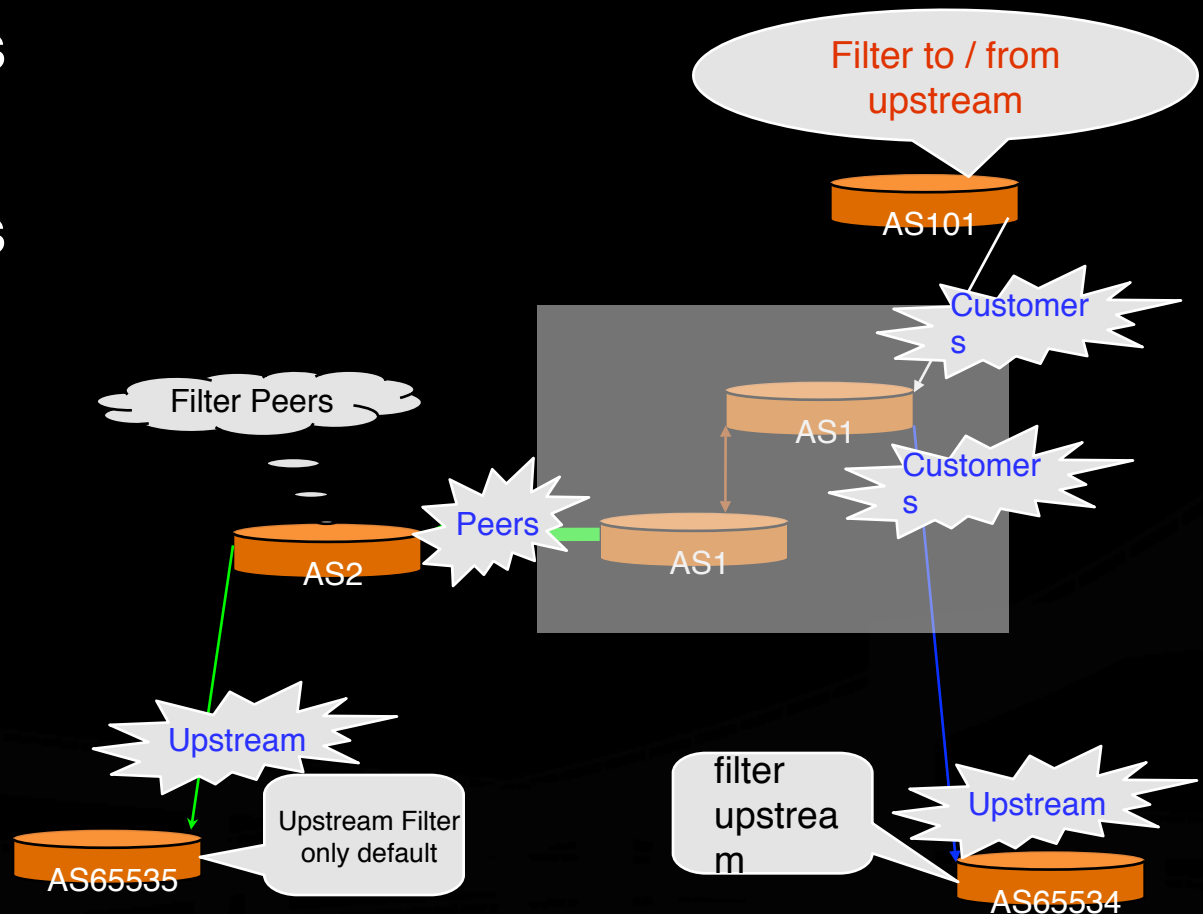 s
s
Filter to / from
upstream
AS101
Customer
s
Filter Peers
AS1
Customer
s
Peers
AS1
AS2
Upstream
Upstream Filter
only default
AS65535
filter
upstrea
m
Upstream
AS65534